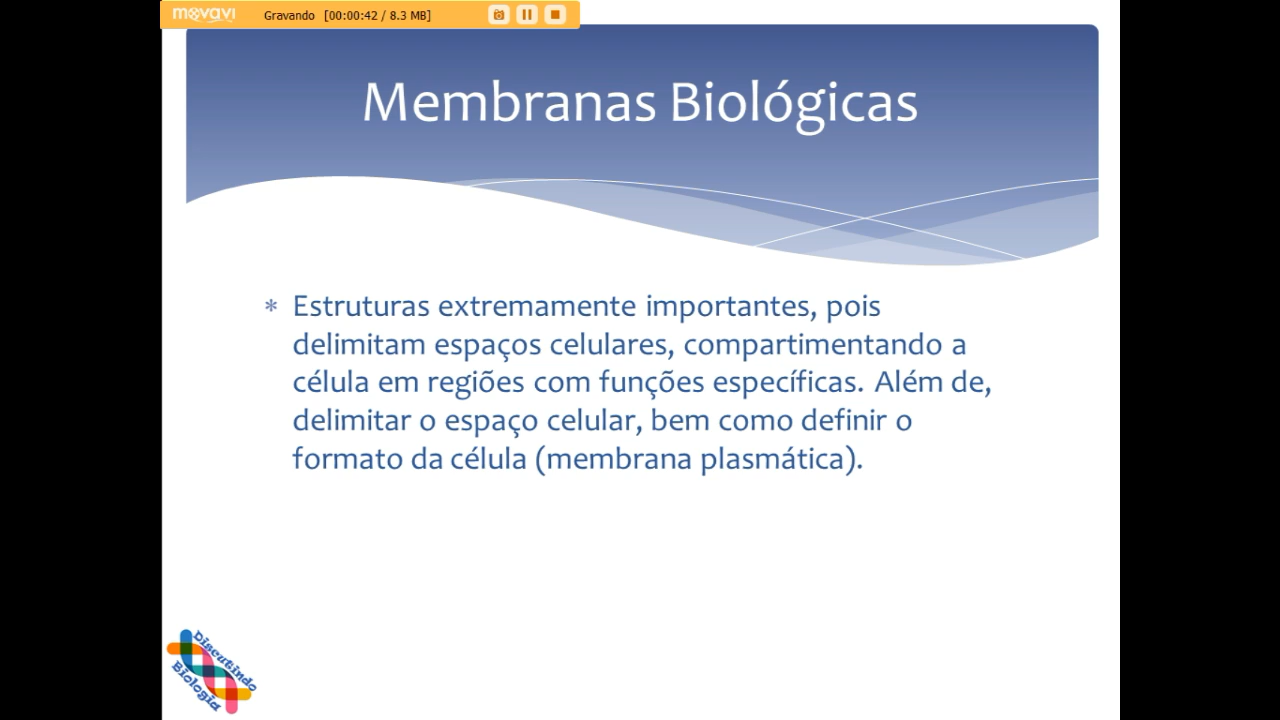 movavi
Gravando [00:00:42 / 8.3 MB]
Membranas Biológicas
* Estruturas extremamente importantes, pois
delimitam espaços celulares, compartimentando a
célula em regiões com funções específicas. Além de,
delimitar o espaço celular, bem como definir o
formato da célula (membrana plasmática).
Discutindo
Biologia